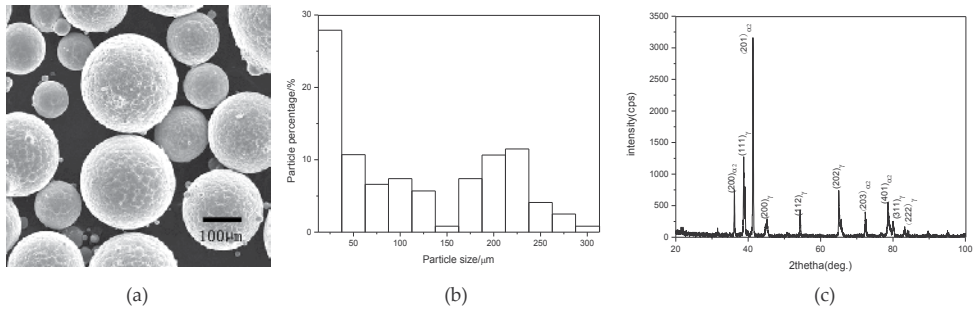 100μm
30
20
10
0
Particle percentage/%
50
100
150
200
250
300
Particle size/μm
3500
3000
2500
2000
1500
1000
500
0
intensity(cps)
(200)α2
(111)γ
(201)α2
(200)γ
(112)γ
(202)γ
(203)α2
(401)α2
(311)γ
(222)γ
20
40
60
80
100
2thetha(deg.)
(a)
(b)
(c)